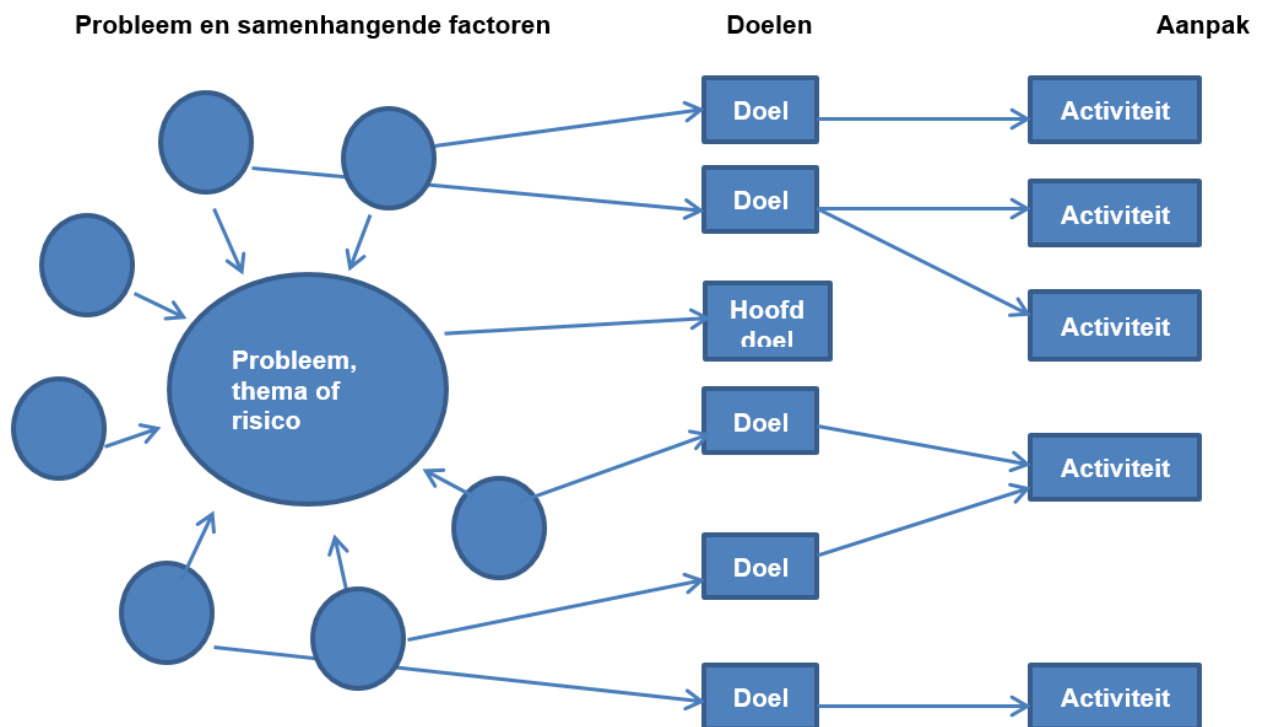 Probleem en samenhangende factoren
Doelen
Aanpak
Doel
Activiteit
Doel
Activiteit
Hoofd
doel
Activiteit
Probleem,
thema of
risico
Doel
Activiteit
Doel
Doel
Activiteit